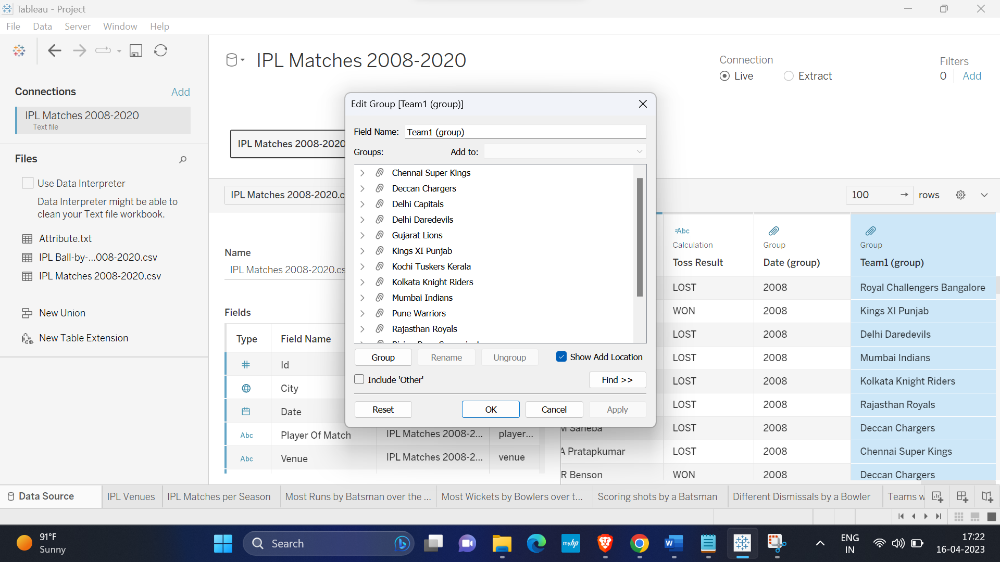 Tableau - Project
File Data Server Window Help
IPL Matches 2008-2020
Connection
Live Extract
Filters
0 Add
Connections Add
IPL Matches 2008-2020
Text file
Files
Use Data Interpreter
Data Interpreter might be able to
clean your Text file workbook.
Attribute.txt
IPL Ball-by-...008-2020.csv
IPL Matches 2008-2020.csv
New Union
New Table Extension
IPL Matches 2008-2020
IPL Matches 2008-2020.c
100 rows
Name
IPL Matches 2008-2020.cs
Fields
Type Field Name
Id
City
Date
Abc Player Of Match IPL Matches 2008-2... player...
Abc Venue IPL Matches 2008-2... venue
Edit Group [Team1 (group)]
Field Name: Team1 (group)
Groups: Add to:
Chennai Super Kings
Deccan Chargers
Delhi Capitals
Delhi Daredevils
Gujarat Lions
Kings XI Punjab
Kochi Tuskers Kerala
Kolkata Knight Riders
Mumbai Indians
Pune Warriors
Rajasthan Royals
Group Rename Ungroup Show Add Location
Include 'Other' Find >>
Reset OK Cancel Apply
=Abc
Calculation Group Group
Toss Result Date (group) Team1 (group)
LOST 2008 Royal Challengers Bangalore
WON 2008 Kings XI Punjab
LOST 2008 Delhi Daredevils
LOST 2008 Mumbai Indians
LOST 2008 Kolkata Knight Riders
LOST 2008 Rajasthan Royals
LOST 2008 Deccan Chargers
A Pratapkumar LOST 2008 Chennai Super Kings
R Benson WON 2008 Deccan Chargers
Data Source IPL Venues IPL Matches per Season Most Runs by Batsman over the ... Most Wickets by Bowlers over t... Scoring shots by a Batsman Different Dismissals by a Bowler Teams w
91°F
Sunny
Search
myhp
ENG
IN
17:22
16-04-2023